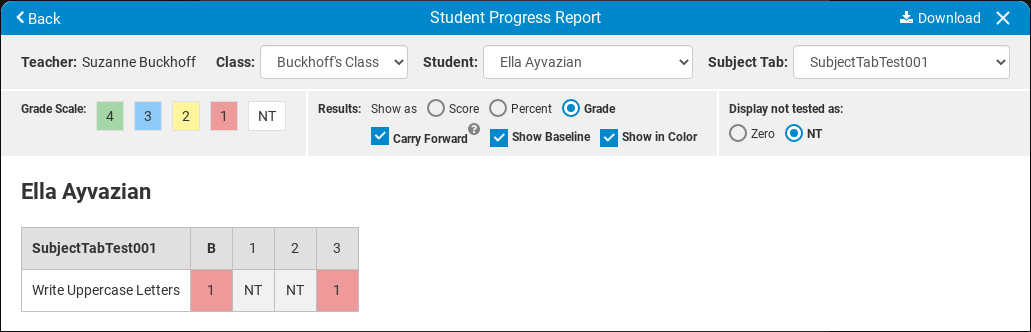 Back
Student Progress Report
Download
Teacher: Suzanne Buckhoff Class: Buckhoff's Class Student: Ella Ayvazian Subject Tab: SubjectTabTest001
Grade Scale: 4 3 2 1 NT
Results: Show as Score Percent Grade
Carry Forward ? Show Baseline Show in Color
Display not tested as:
Zero NT
Ella Ayvazian
SubjectTabTest001 B 1 2 3
Write Uppercase Letters 1 NT NT 1